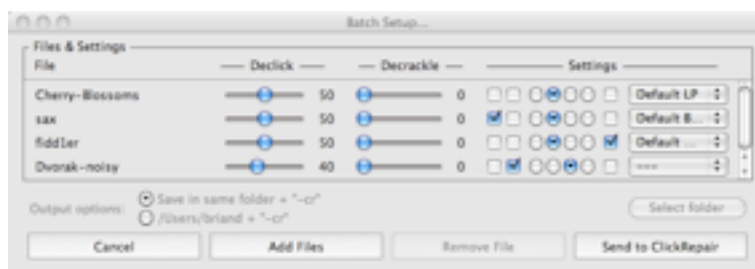 Batch Setup...
Files & Settings
File Declick Decrackle Settings
Cherry-Blossoms 50 0 Default LP
sax 50 0 Default B...
fiddler 50 0 Default ...
Dvorak-noisy 40 0 ---
Output options: Save in same folder + "-cr"
/Users/briand + "-cr" Select folder
Cancel Add Files Remove File Send to ClickRepair